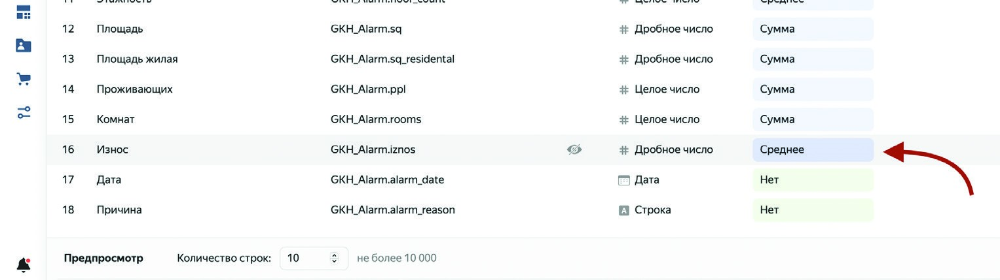 11 Этажность GKH_Alarm.floor_count Целое число Среднее
12 Площадь GKH_Alarm.sq Дробное число Сумма
13 Площадь жилая GKH_Alarm.sq_residental Дробное число Сумма
14 Проживающих GKH_Alarm.ppl Целое число Сумма
15 Комнат GKH_Alarm.rooms Целое число Сумма
16 Износ GKH_Alarm.iznos Дробное число Среднее
17 Дата GKH_Alarm.alarm_date Дата Нет
18 Причина GKH_Alarm.alarm_reason A Строка Нет
Предпросмотр Количество строк: 10 не более 10 000